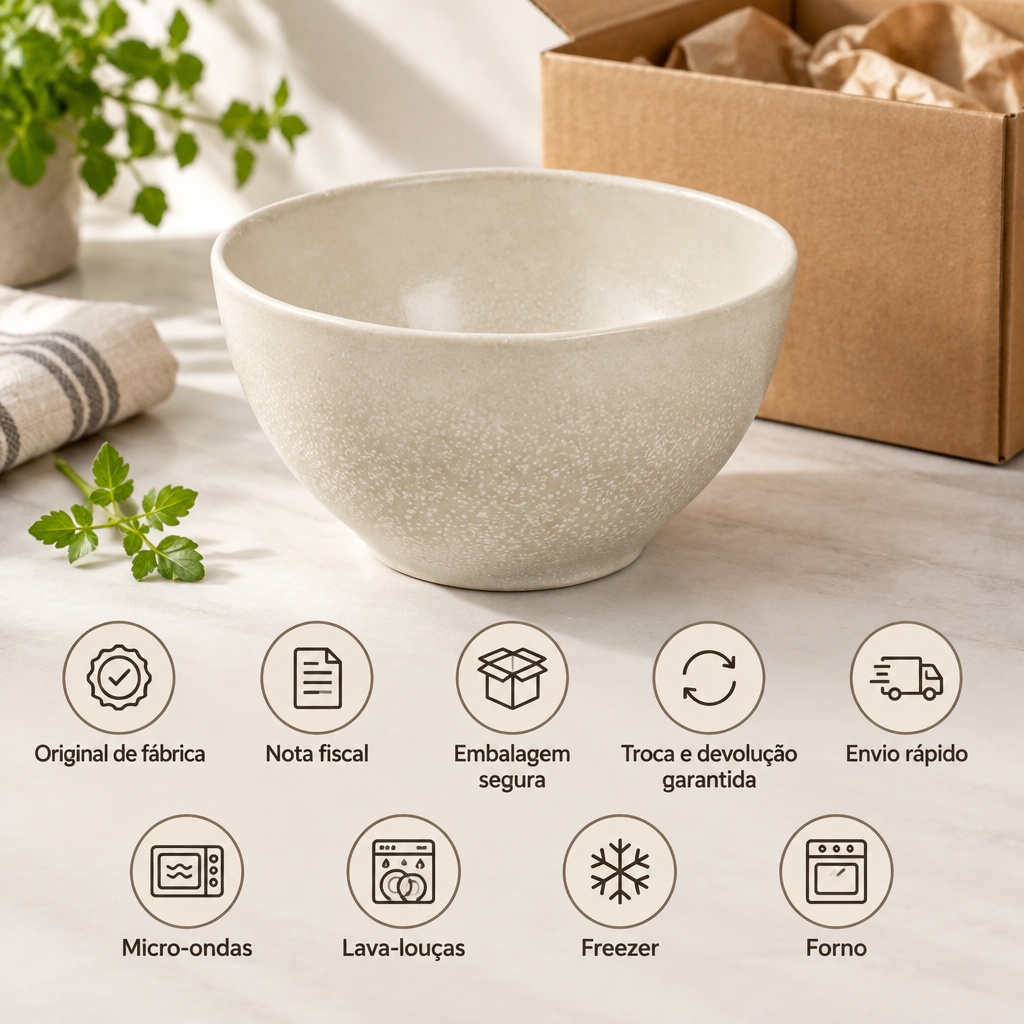 Original de fábrica
Nota fiscal
Embalagem
segura
Troca e devolução
garantida
Envio rápido
Micro-ondas
Lava-louças
Freezer
Forno